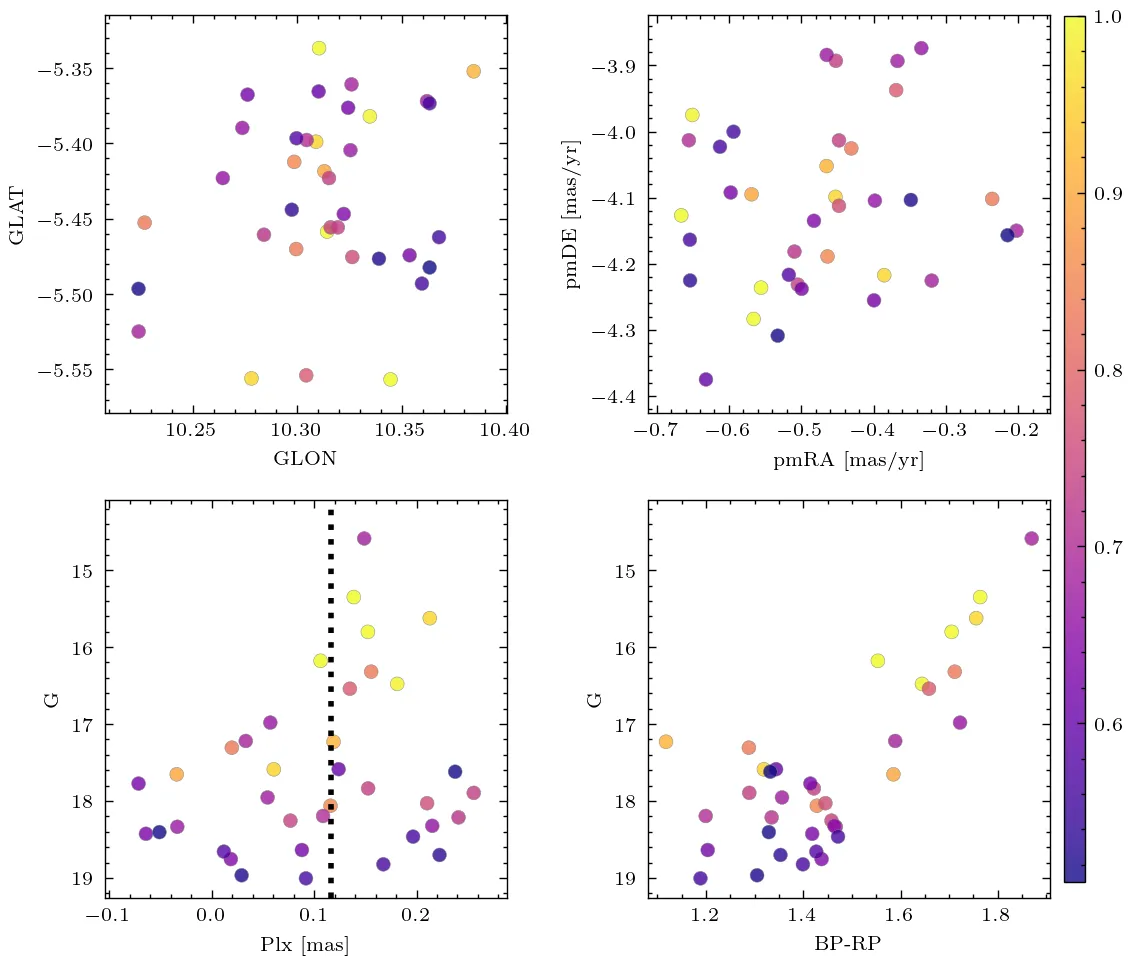 −5.35
−5.40
−5.45
−5.50
−5.55
GLAT
10.25 10.30 10.35 10.40
GLON
−3.9
−4.0
−4.1
−4.2
−4.3
−4.4
pmDE [mas/yr]
−0.7 −0.6 −0.5 −0.4 −0.3 −0.2
pmRA [mas/yr]
1.0
0.9
0.8
0.7
0.6
15
16
17
18
19
G
−0.1 0.0 0.1 0.2
Plx [mas]
15
16
17
18
19
G
1.2 1.4 1.6 1.8
BP-RP